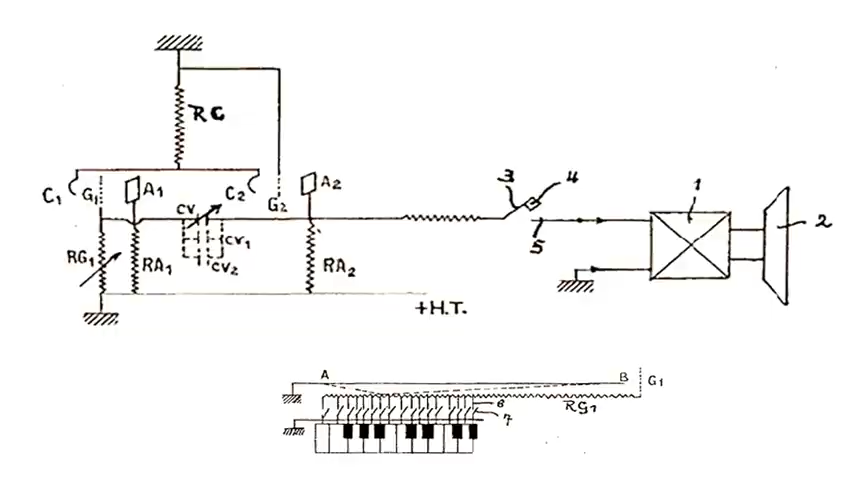 RC
C1 G1 A1 C2 G2 A2 3 4
CV
CV1
CV2
RG1 RA1 RA2
5
1 2
+H.T.
A B G1
6
7
RG1